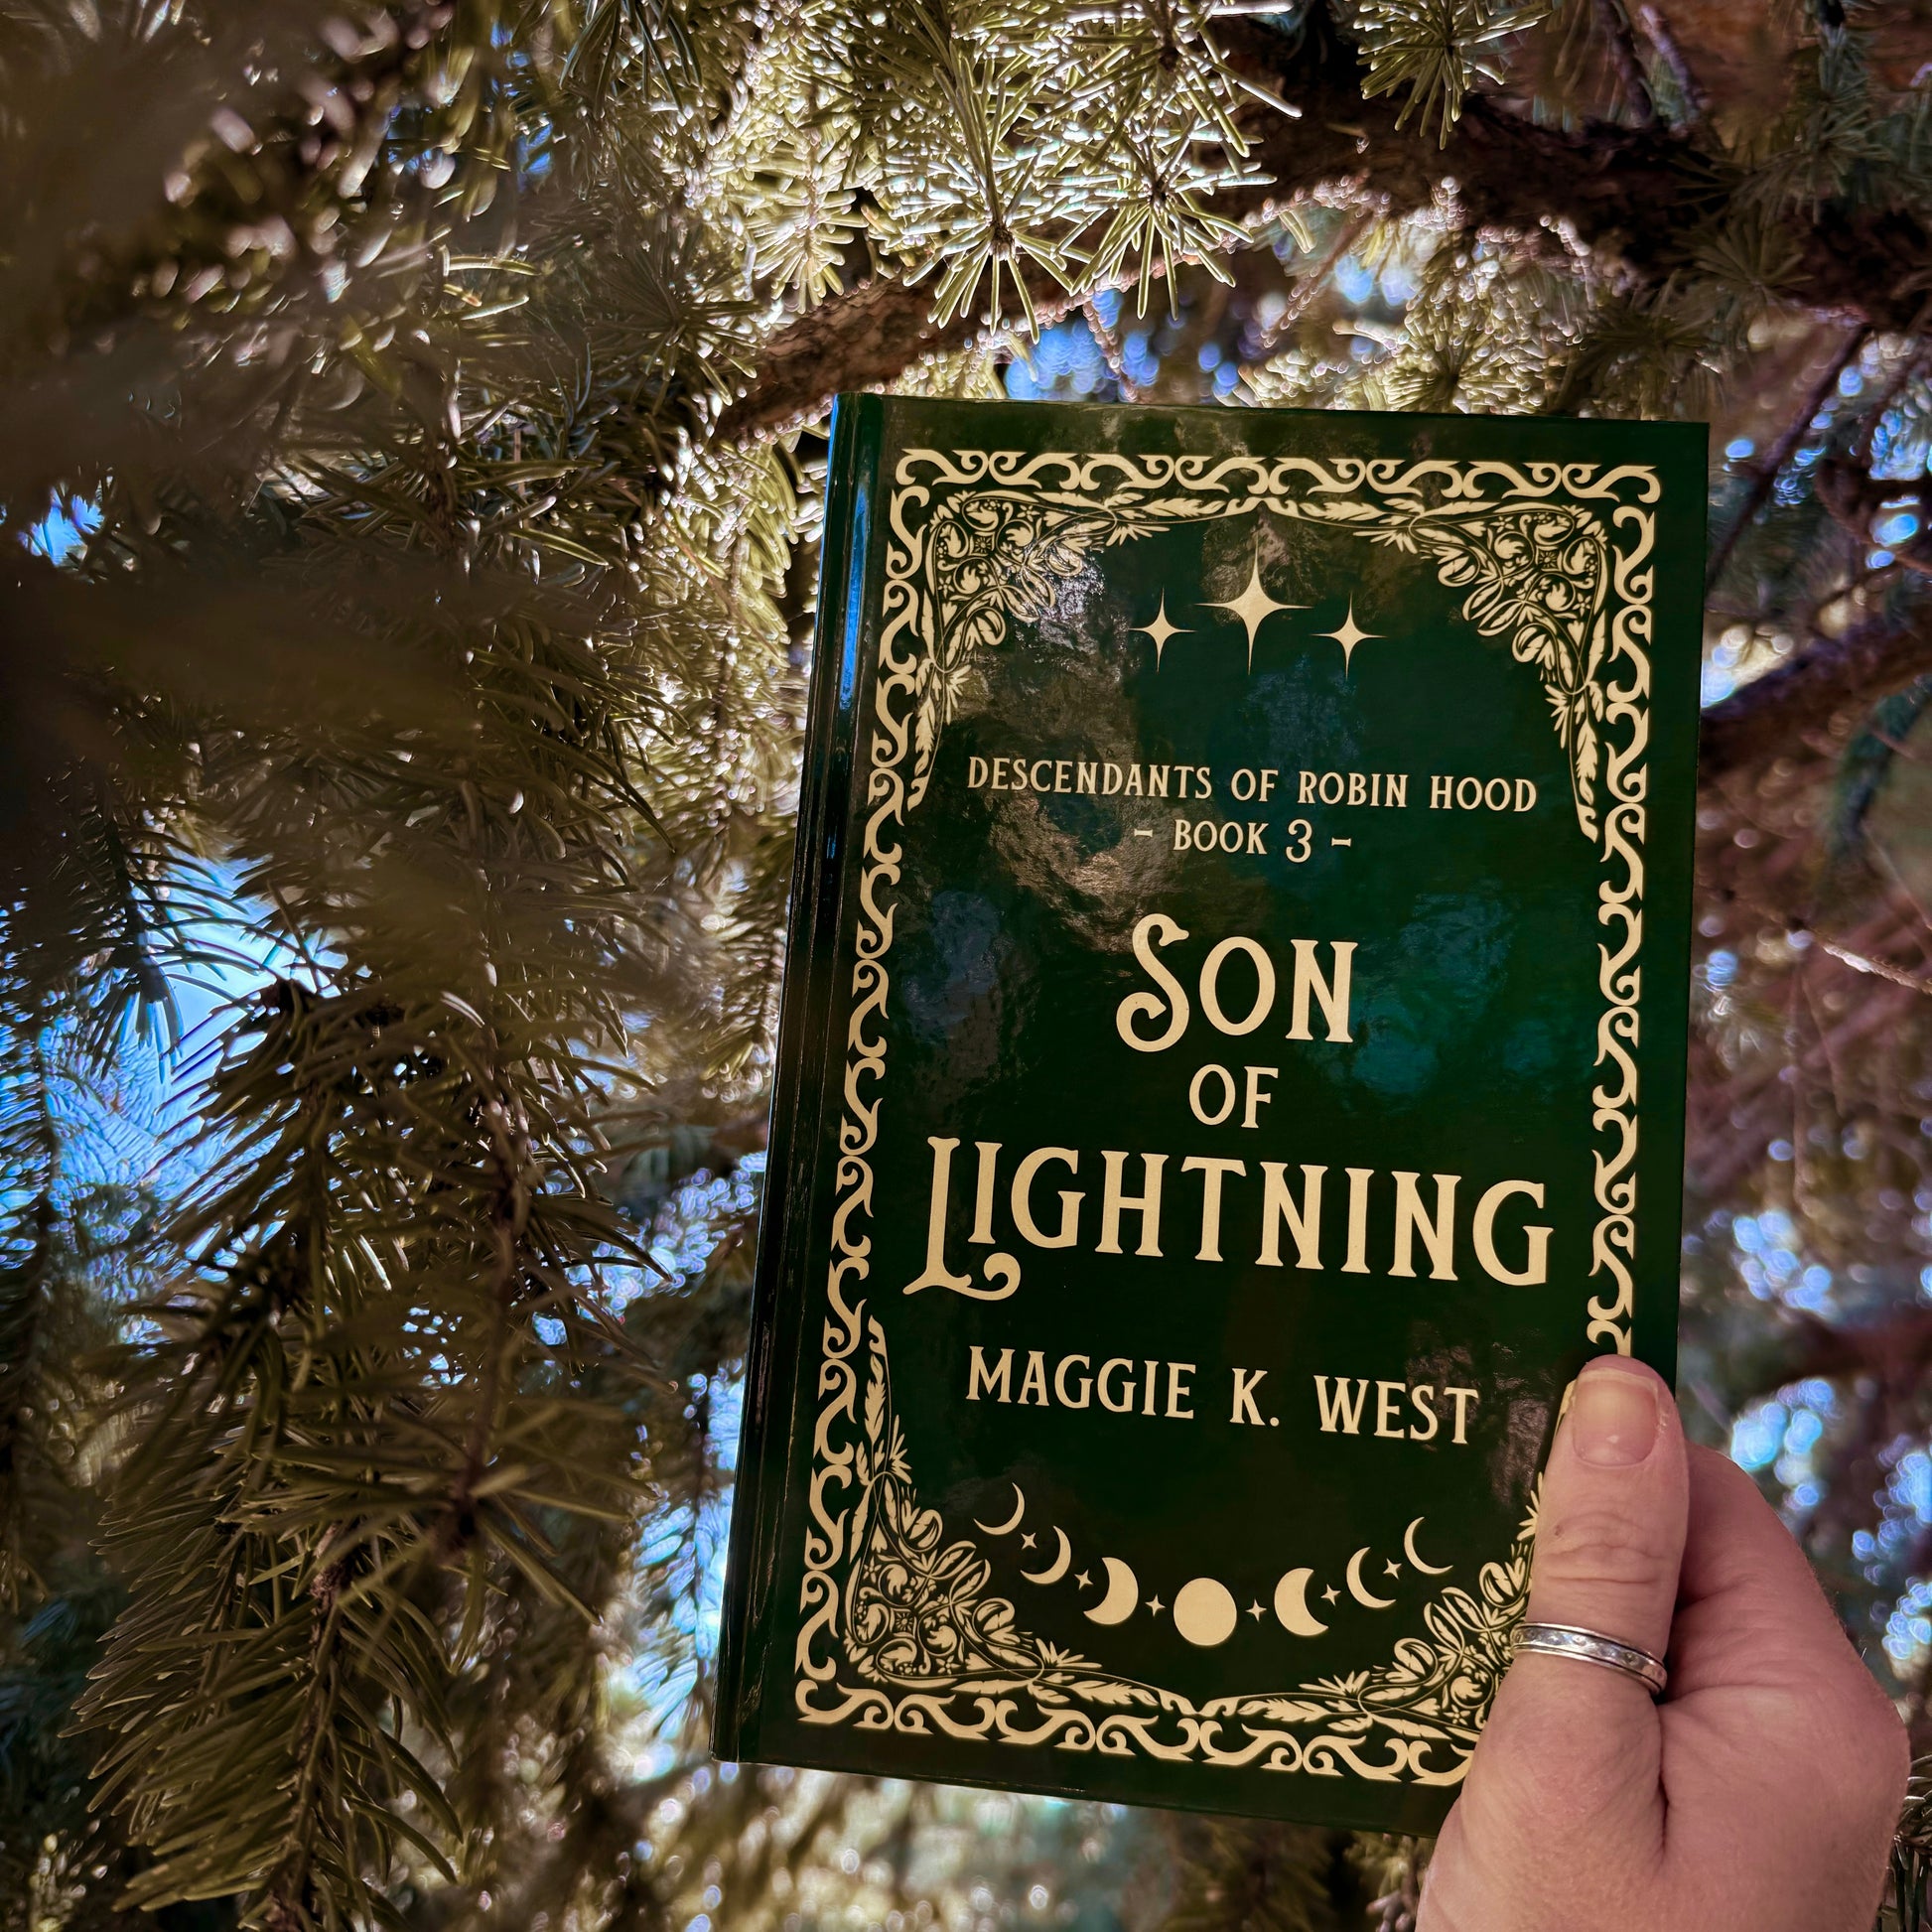 DESCENDANTS OF ROBIN HOOD
- BOOK 3 -
SON
OF
LIGHTNING
MAGGIE K. WEST